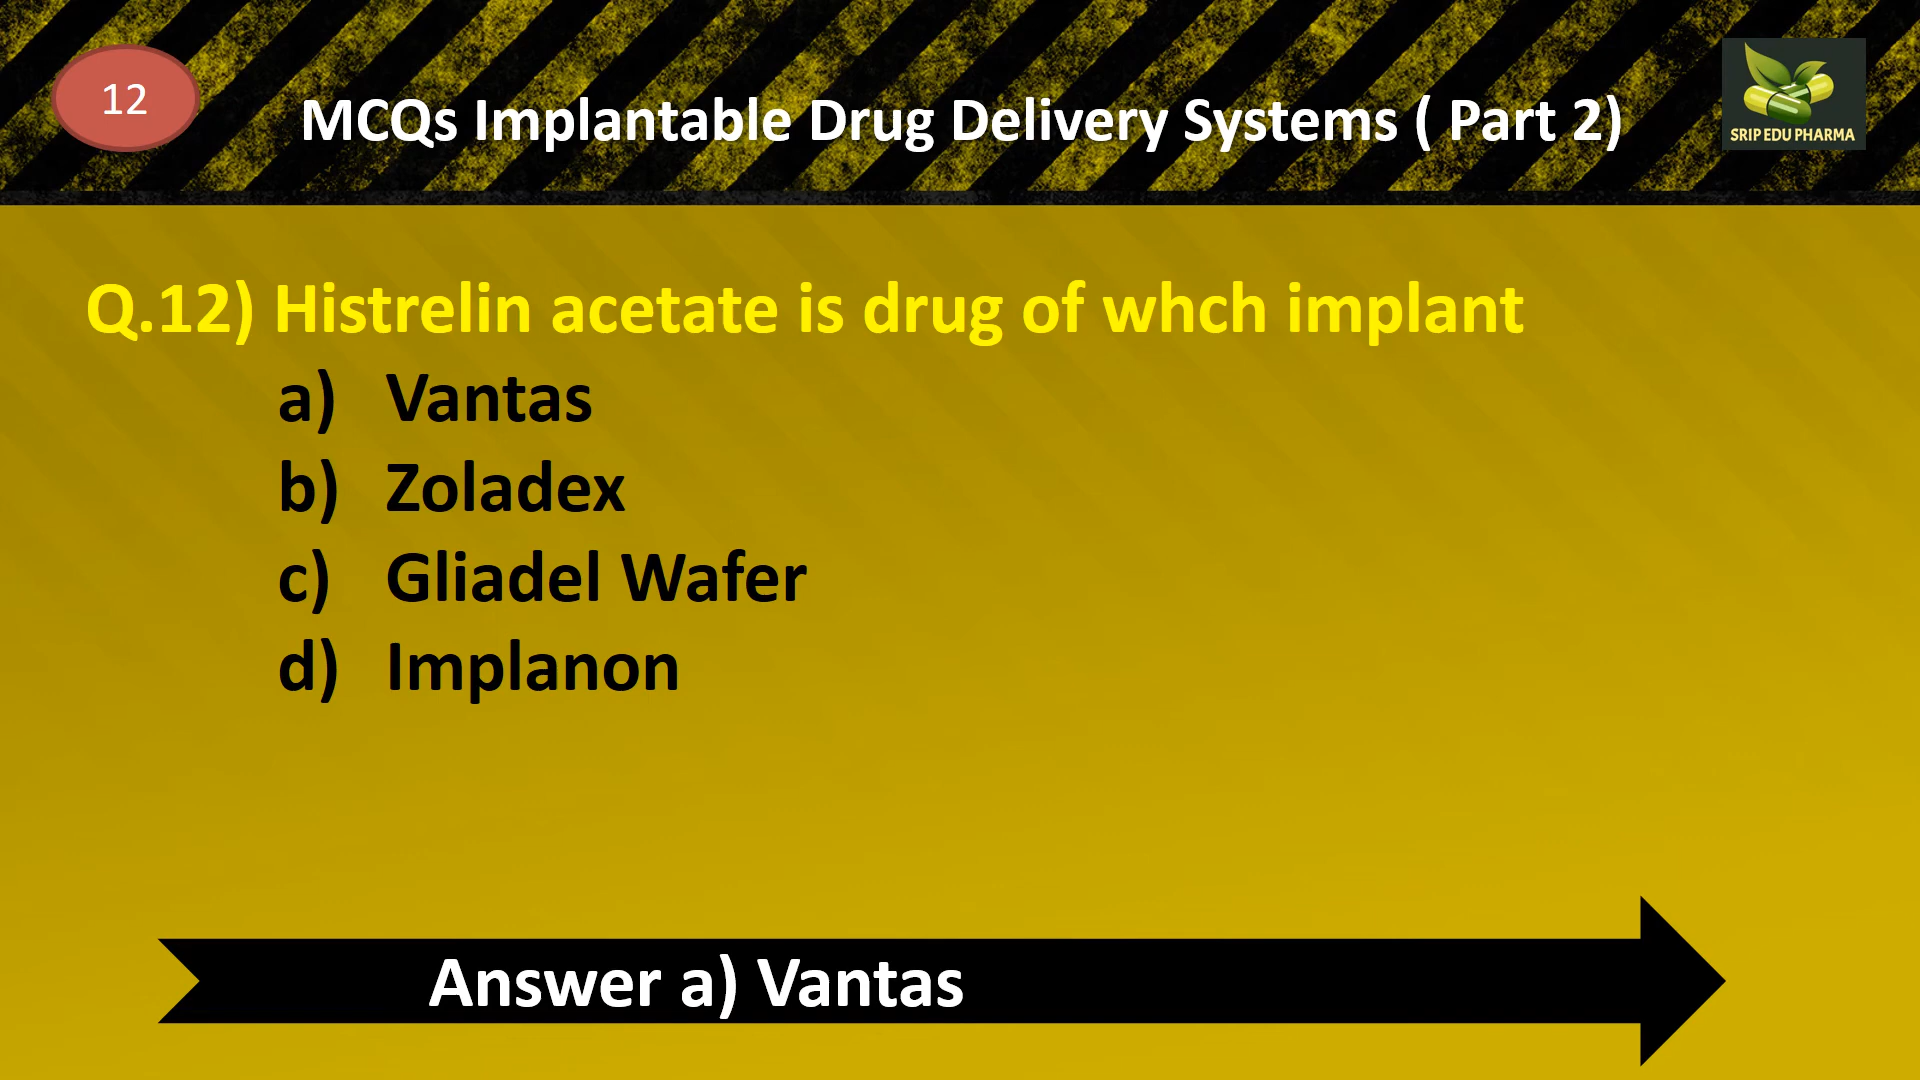 12
MCQs Implantable Drug Delivery Systems ( Part 2)
SRIP EDU PHARMA
Q.12) Histrelin acetate is drug of whch implant
a) Vantas
b) Zoladex
c) Gliadel Wafer
d) Implanon
Answer a) Vantas